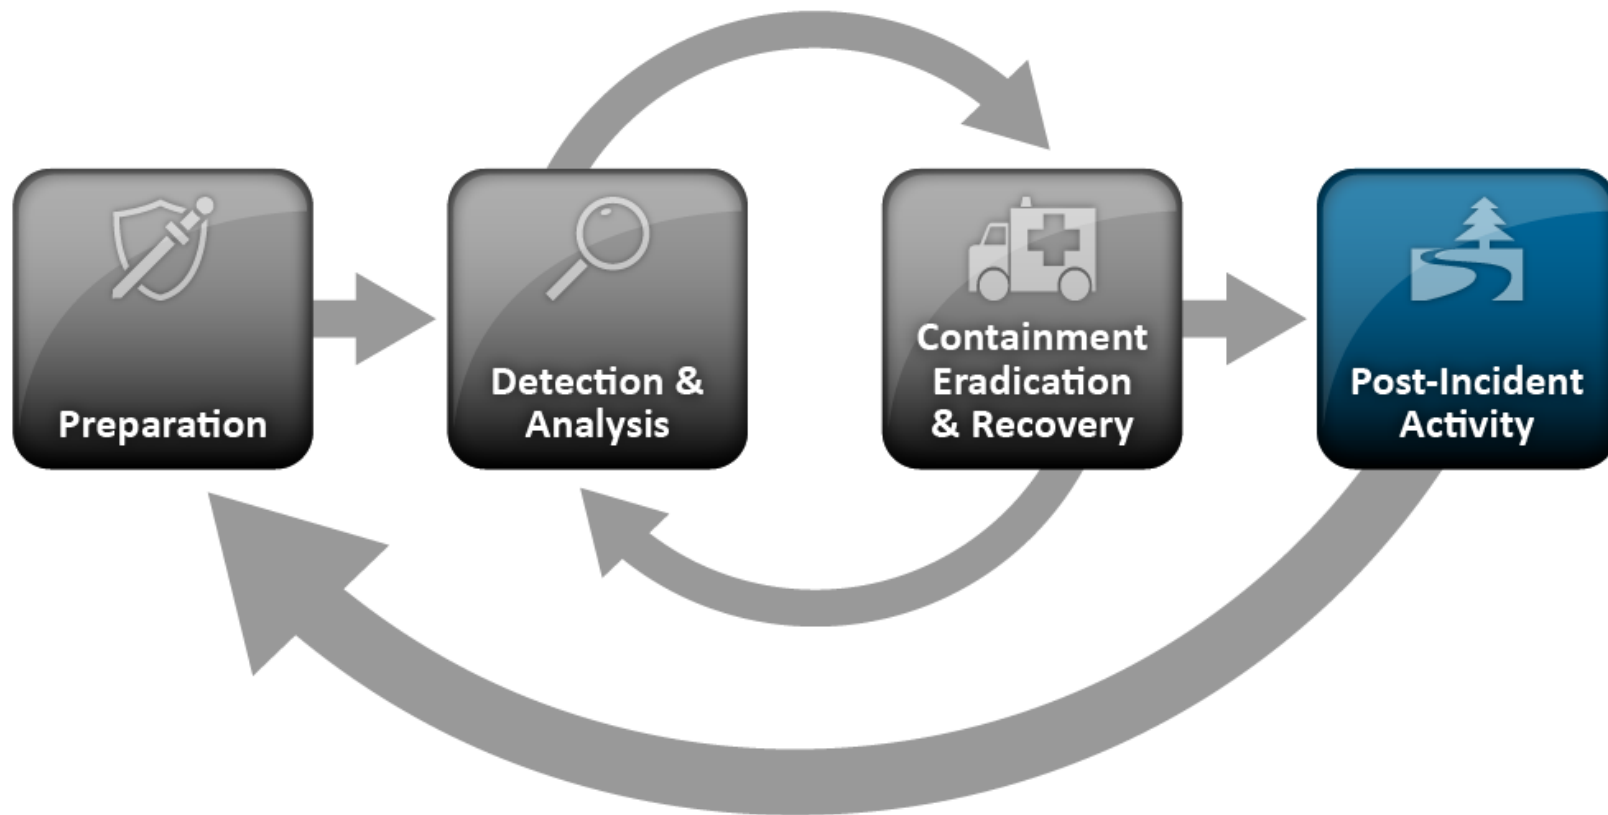 Preparation
Detection &
Analysis
Containment
Eradication
& Recovery
Post-Incident
Activity